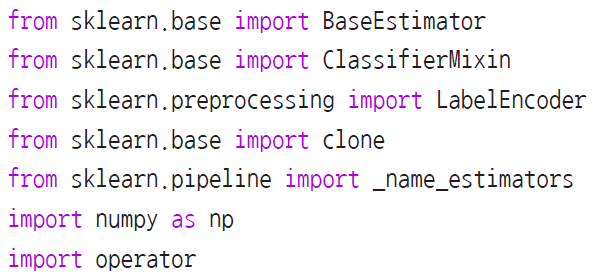 from sklearn.base import BaseEstimator
from sklearn.base import ClassifierMixin
from sklearn.preprocessing import LabelEncoder
from sklearn.base import clone
from sklearn.pipeline import _name_estimators
import numpy as np
import operator